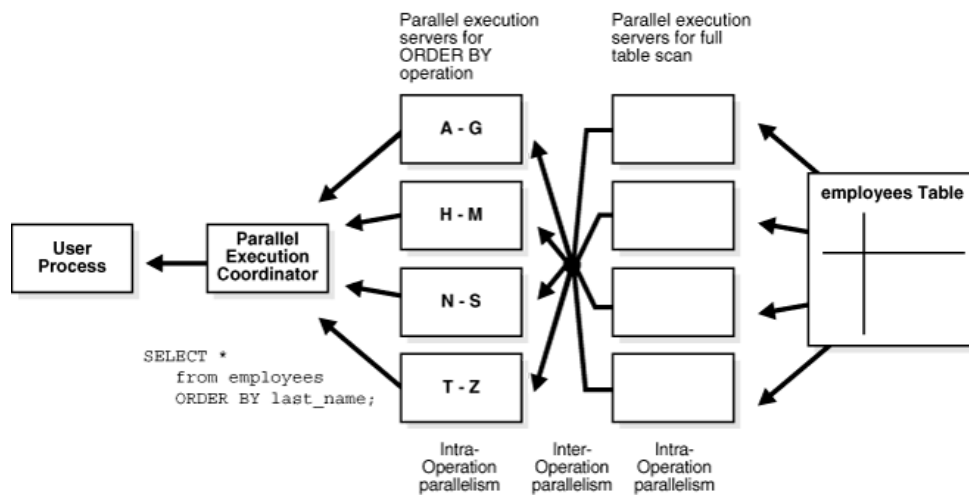 Parallel execution
servers for
ORDER BY
operation
Parallel execution
servers for full
table scan
A - G
H - M
N - S
T - Z
employees Table
User
Process
Parallel
Execution
Coordinator
SELECT *
from employees
ORDER BY last_name;
Intra-
Operation
parallelism
Inter-
Operation
parallelism
Intra-
Operation
parallelism